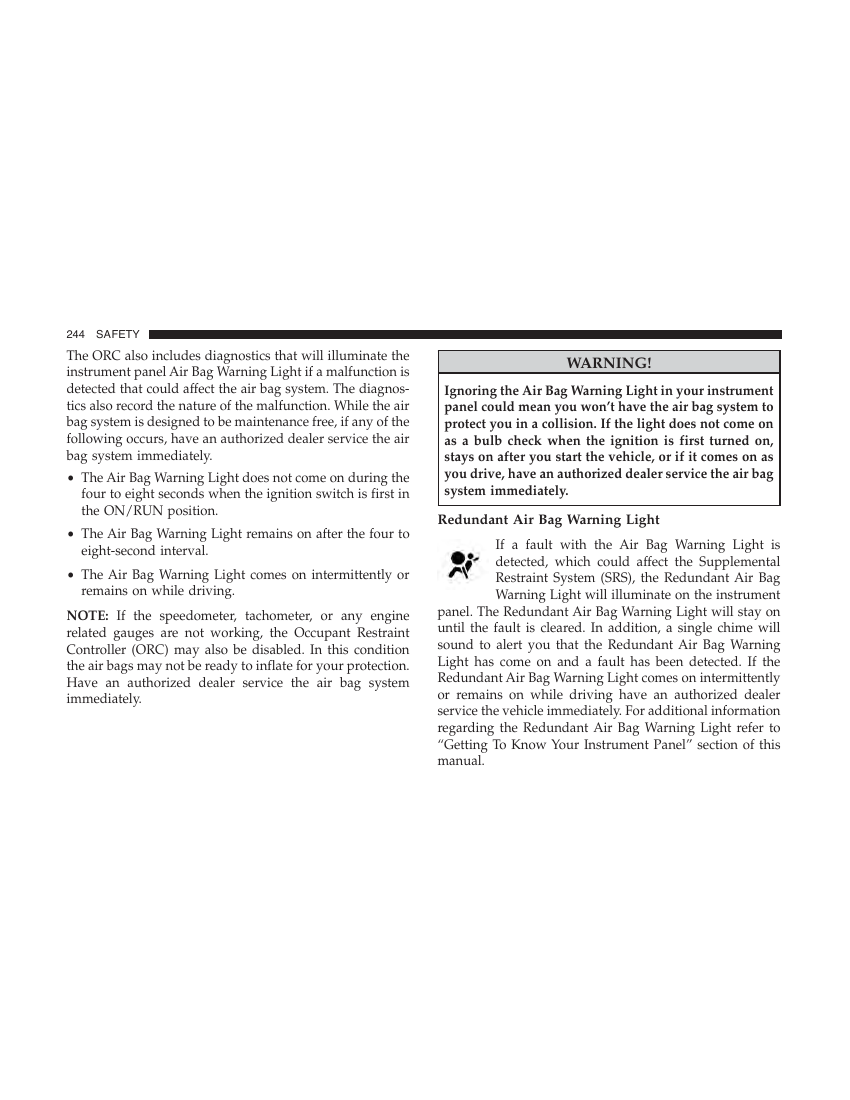 244 SAFETY
The ORC also includes diagnostics that will illuminate the
instrument panel Air Bag Warning Light if a malfunction is
detected that could affect the air bag system. The diagnos-
tics also record the nature of the malfunction. While the air
bag system is designed to be maintenance free, if any of the
following occurs, have an authorized dealer service the air
bag system immediately.
• The Air Bag Warning Light does not come on during the
four to eight seconds when the ignition switch is first in
the ON/RUN position.
• The Air Bag Warning Light remains on after the four to
eight-second interval.
• The Air Bag Warning Light comes on intermittently or
remains on while driving.
NOTE: If the speedometer, tachometer, or any engine
related gauges are not working, the Occupant Restraint
Controller (ORC) may also be disabled. In this condition
the air bags may not be ready to inflate for your protection.
Have an authorized dealer service the air bag system
immediately.
WARNING!
Ignoring the Air Bag Warning Light in your instrument
panel could mean you won’t have the air bag system to
protect you in a collision. If the light does not come on
as a bulb check when the ignition is first turned on,
stays on after you start the vehicle, or if it comes on as
you drive, have an authorized dealer service the air bag
system immediately.
Redundant Air Bag Warning Light
If a fault with the Air Bag Warning Light is
detected, which could affect the Supplemental
Restraint System (SRS), the Redundant Air Bag
Warning Light will illuminate on the instrument
panel. The Redundant Air Bag Warning Light will stay on
until the fault is cleared. In addition, a single chime will
sound to alert you that the Redundant Air Bag Warning
Light has come on and a fault has been detected. If the
Redundant Air Bag Warning Light comes on intermittently
or remains on while driving have an authorized dealer
service the vehicle immediately. For additional information
regarding the Redundant Air Bag Warning Light refer to
“Getting To Know Your Instrument Panel” section of this
manual.